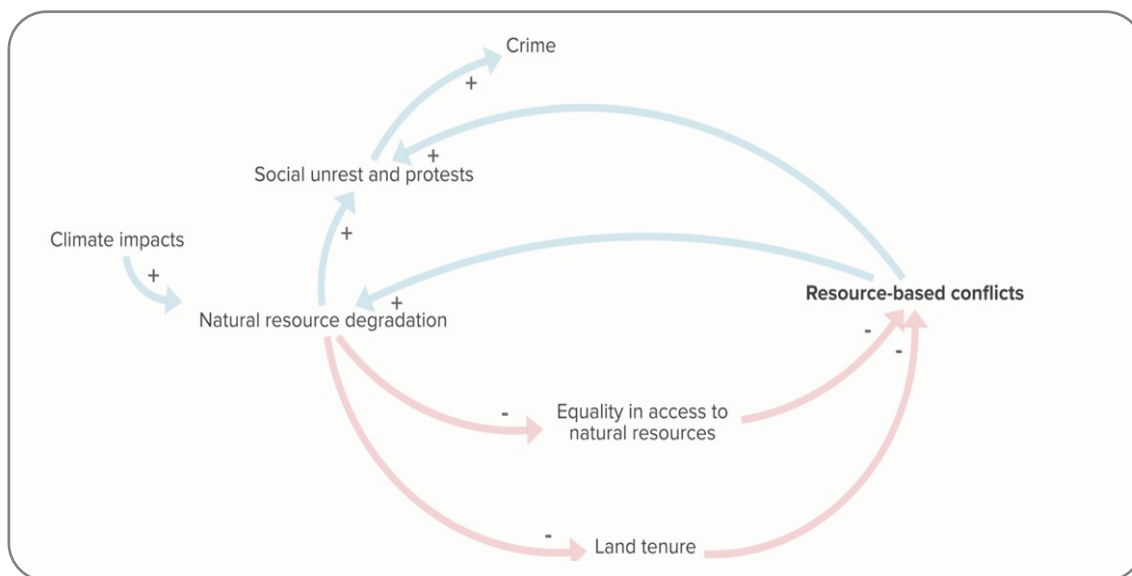 Crime
+
+
Social unrest and protests
+
Climate impacts
+
Resource-based conflicts
+
Natural resource degradation
-
-
-
Equality in access to
natural resources
-
Land tenure